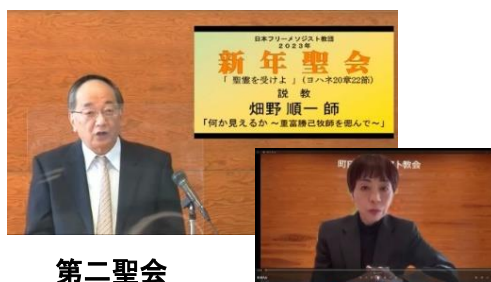 日本フリーメソジスト教団
2023年
新年聖会
「 聖霊を受けよ 」（ヨハネ20章22節）
説 教
畑野 順一 師
「何か見えるか ～重富勝己牧師を偲んで～」
町田 ジスト教会
第二聖会